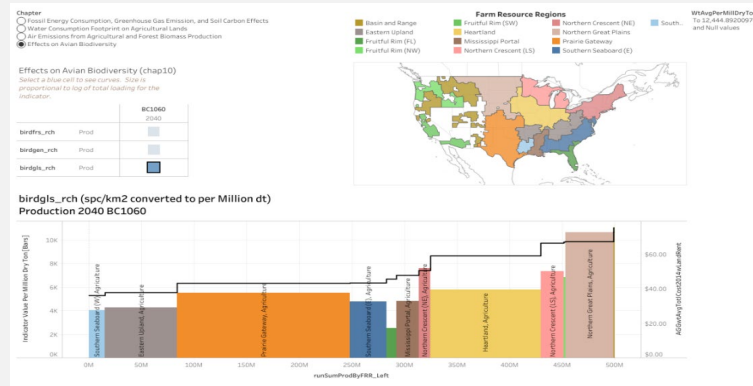 Chapter
Fossil Energy Consumption, Greenhouse Gas Emission, and Soil Carbon Effects
Water Consumption Footprint on Agricultural Lands
Air Emissions from Agricultural and Forest Biomass Production
Effects on Avian Biodiversity
Farm Resource Regions
Basin and Range
Fruitful Rim (SW)
Northern Crescent (NE)
South..
Eastern Upland
Heartland
Northern Great Plains
Fruitful Rim (FL)
Mississippi Portal
Prairie Gateway
Fruitful Rim (NW)
Northern Crescent (LS)
Southern Seaboard (E)
WtAvgPerMillDryTo
To 12,444.8920097
and Null values
Effects on Avian Biodiversity (chap10)
Select a blue cell to see curves. Size is
proportional to log of total loading for the
indicator.
BC1060
2040
birdfrs_rch Prod
birdgen_rch Prod
birdgls_rch Prod
birdgls_rch (spc/km2 converted to per Million dt)
Production 2040 BC1060
Indicator Value Per Million Dry Ton [Bars]
10K
8K
6K
4K
2K
0K
Southern Seaboard (W), Agriculture
Eastern Upland, Agriculture
Prairie Gateway, Agriculture
Southern Seaboard (E), Agriculture
Mississippi Portal, Agriculture
Northern Crescent (NE), Agriculture
Heartland, Agriculture
Northern Crescent (LS), Agriculture
Northern Great Plains, Agriculture
$60.00
$40.00
$20.00
$0.00
0M 50M 100M 150M 200M 250M 300M 350M 400M 450M 500M
runSumProdByFRR_Left